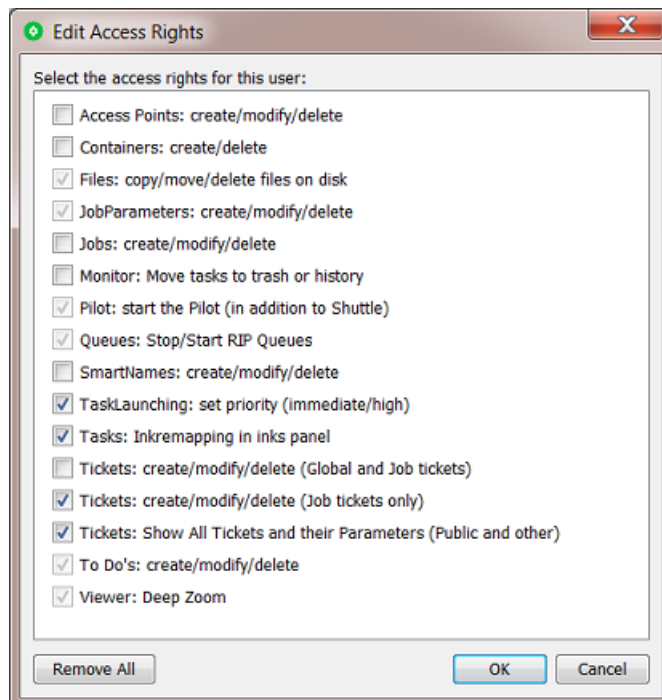 Edit Access Rights
Select the access rights for this user:
Access Points: create/modify/delete
Containers: create/delete
Files: copy/move/delete files on disk
JobParameters: create/modify/delete
Jobs: create/modify/delete
Monitor: Move tasks to trash or history
Pilot: start the Pilot (in addition to Shuttle)
Queues: Stop/Start RIP Queues
SmartNames: create/modify/delete
TaskLaunching: set priority (immediate/high)
Tasks: Inkremapping in inks panel
Tickets: create/modify/delete (Global and Job tickets)
Tickets: create/modify/delete (Job tickets only)
Tickets: Show All Tickets and their Parameters (Public and other)
To Do's: create/modify/delete
Viewer: Deep Zoom
Remove All OK Cancel